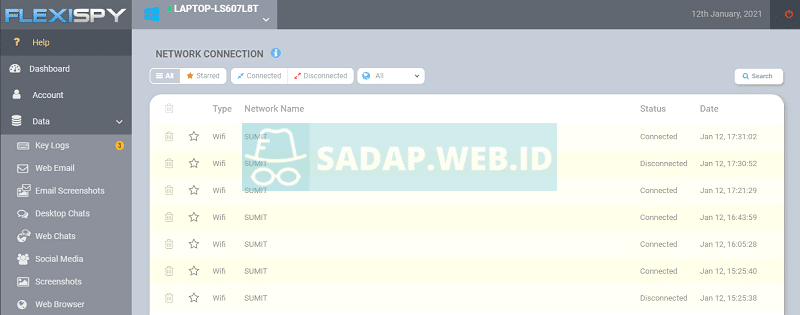 FLEXISPY
LAPTOP-LS607L8T
12th January, 2021
? Help
Dashboard
Account
Data
Key Logs 3
Web Email
Email Screenshots
Desktop Chats
Web Chats
Social Media
Screenshots
Web Browser
NETWORK CONNECTION i
All Starred Connected Disconnected All Search
Type Network Name Status Date
Wifi SUMIT Connected Jan 12, 17:31:02
Wifi SUMIT Disconnected Jan 12, 17:30:52
Wifi SUMIT Connected Jan 12, 17:21:29
Wifi SUMIT Connected Jan 12, 16:43:59
Wifi SUMIT Connected Jan 12, 16:05:28
Wifi SUMIT Connected Jan 12, 15:25:40
Wifi SUMIT Disconnected Jan 12, 15:25:38
SADAP.WEB.ID